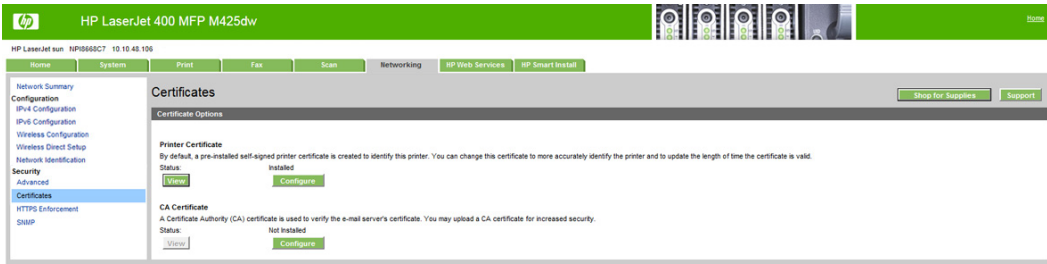 hp
HP LaserJet 400 MFP M425dw
Home
HP LaserJet sun NPI8668C7 10.10.48.106
Home System Print Fax Scan Networking HP Web Services HP Smart Install
Network Summary
Configuration
IPv4 Configuration
IPv6 Configuration
Wireless Configuration
Wireless Direct Setup
Network Identification
Security
Advanced
Certificates
HTTPS Enforcement
SNMP
Certificates
Shop for Supplies Support
Certificate Options
Printer Certificate
By default, a pre-installed self-signed printer certificate is created to identify this printer. You can change this certificate to more accurately identify the printer and to update the length of time the certificate is valid.
Status: Installed
View Configure
CA Certificate
A Certificate Authority (CA) certificate is used to verify the e-mail server's certificate. You may upload a CA certificate for increased security.
Status: Not Installed
View Configure